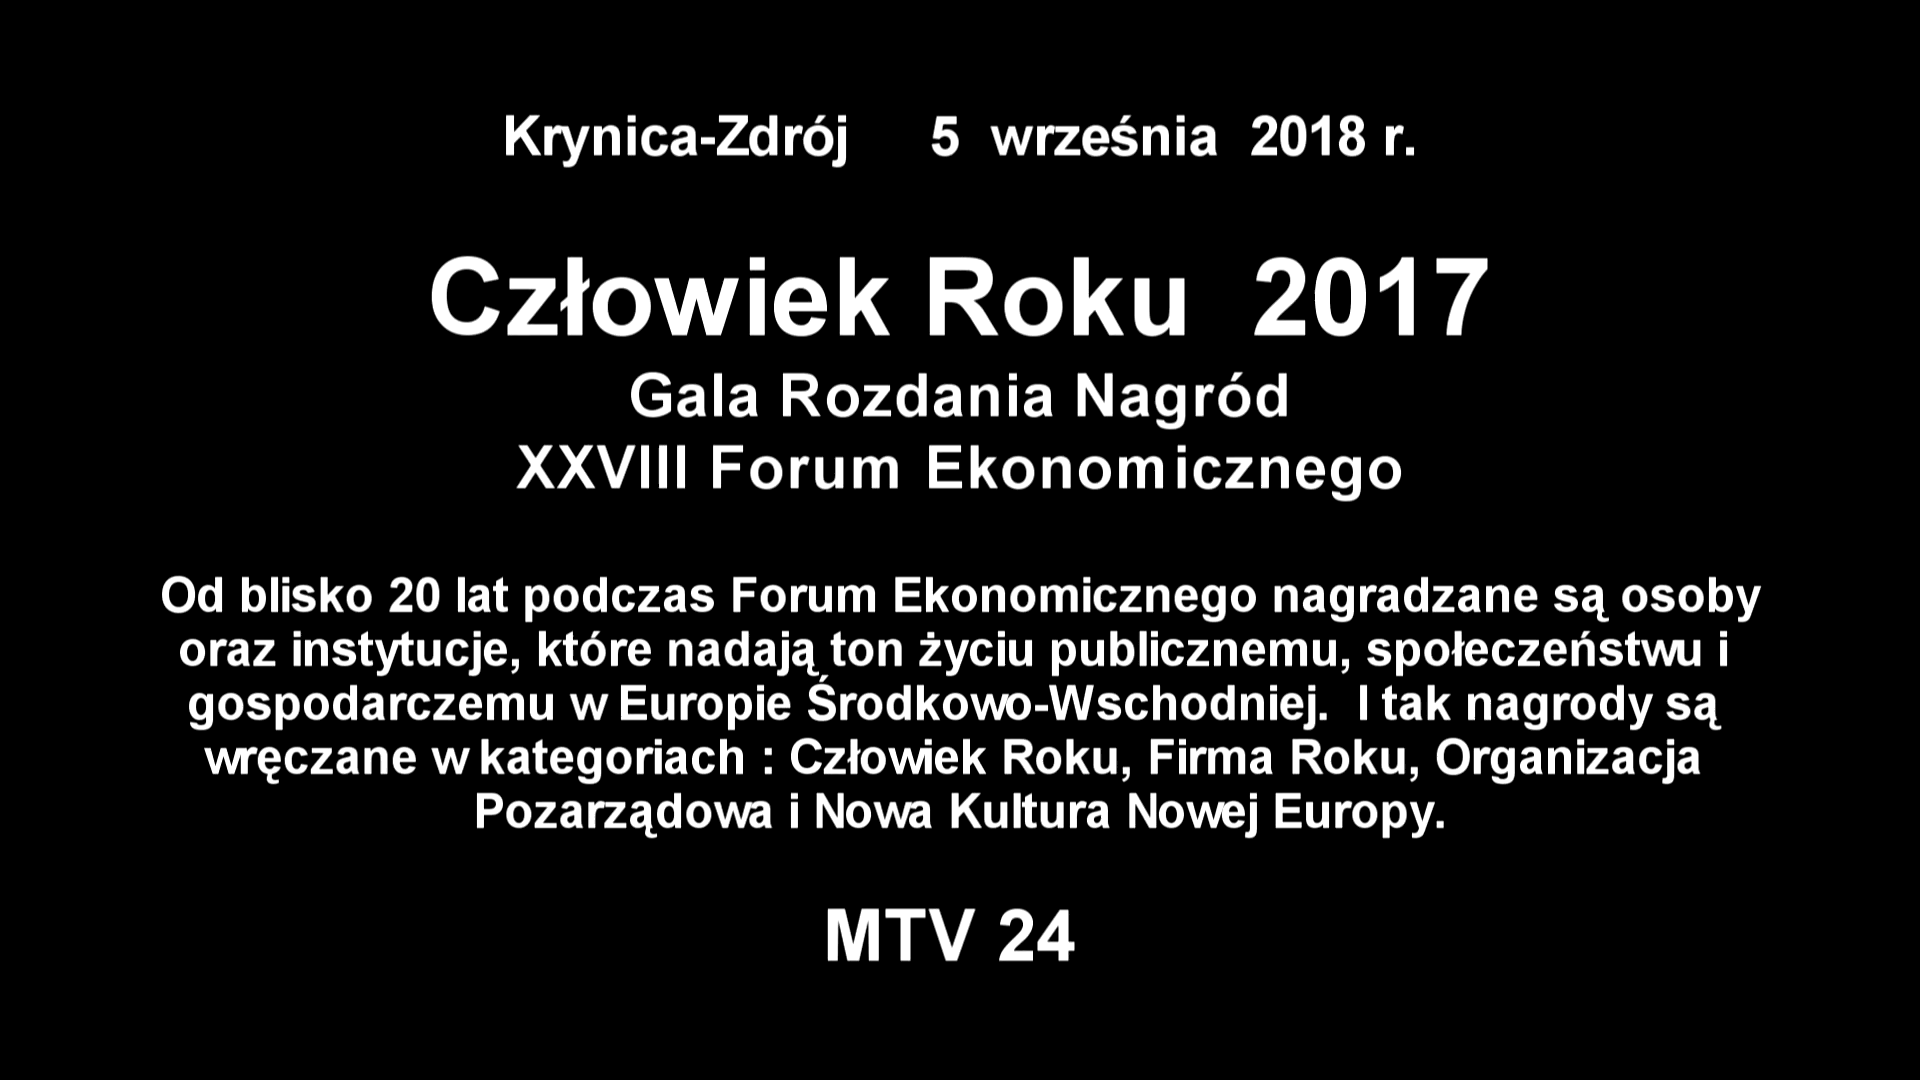 Krynica-Zdrój 5 września 2018 r.
Człowiek Roku 2017
Gala Rozdania Nagród
XXVIII Forum Ekonomicznego
Od blisko 20 lat podczas Forum Ekonomicznego nagradzane są osoby
oraz instytucje, które nadają ton życiu publicznemu, społeczeństwu i
gospodarczemu w Europie Środkowo-Wschodniej. I tak nagrody są
wręczane w kategoriach : Człowiek Roku, Firma Roku, Organizacja
Pozarządowa i Nowa Kultura Nowej Europy.
MTV 24